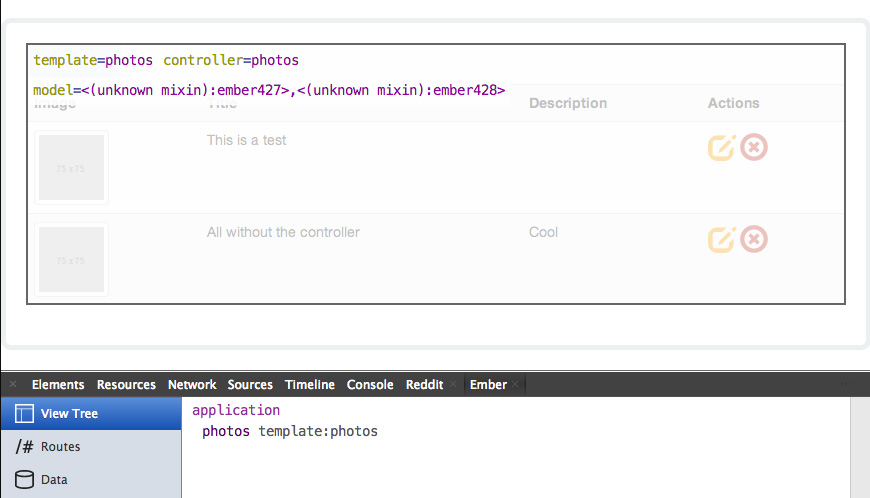 template=photos controller=photos
model=<(unknown mixin):ember427>,<(unknown mixin):ember428>
Image Title Description Actions
This is a test
75 x 75
All without the controller Cool
75 x 75
Elements Resources Network Sources Timeline Console Reddit Ember
View Tree
application
photos template:photos
/# Routes
Data